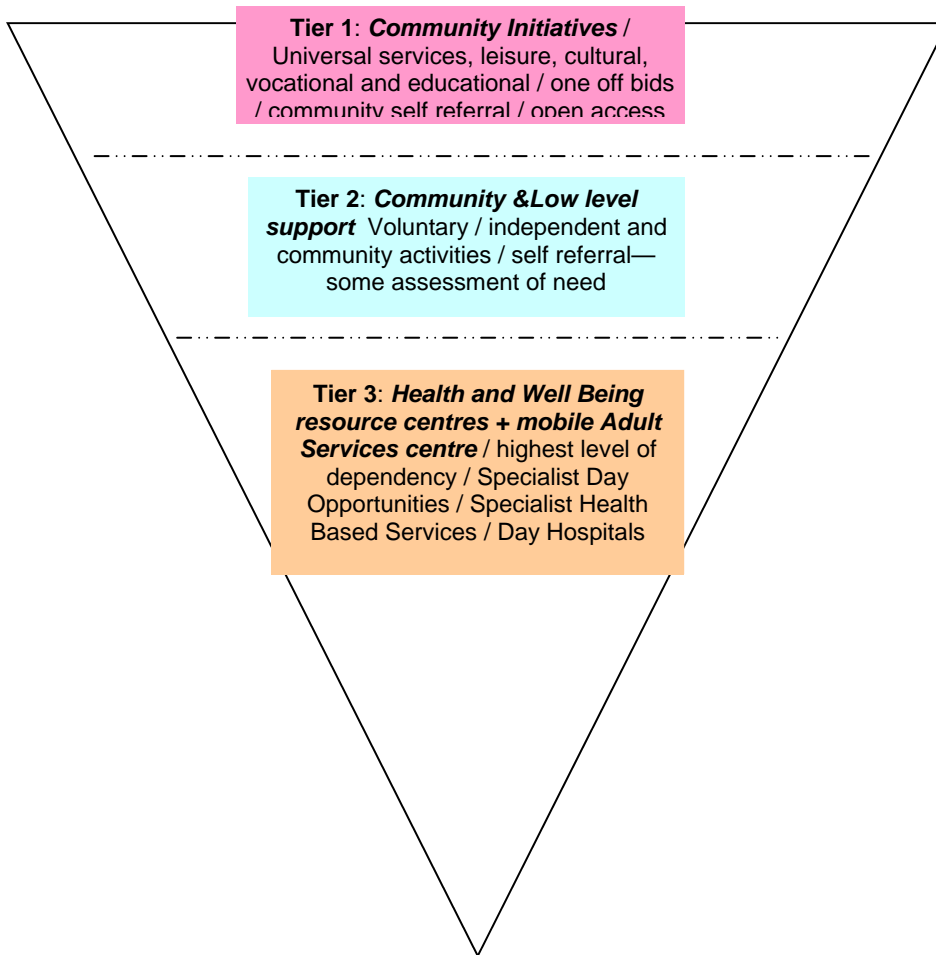 Tier 1: Community Initiatives /
Universal services, leisure, cultural,
vocational and educational / one off bids
/ community self referral / open access
Tier 2: Community &Low level
support Voluntary / independent and
community activities / self referral—
some assessment of need
Tier 3: Health and Well Being
resource centres + mobile Adult
Services centre / highest level of
dependency / Specialist Day
Opportunities / Specialist Health
Based Services / Day Hospitals